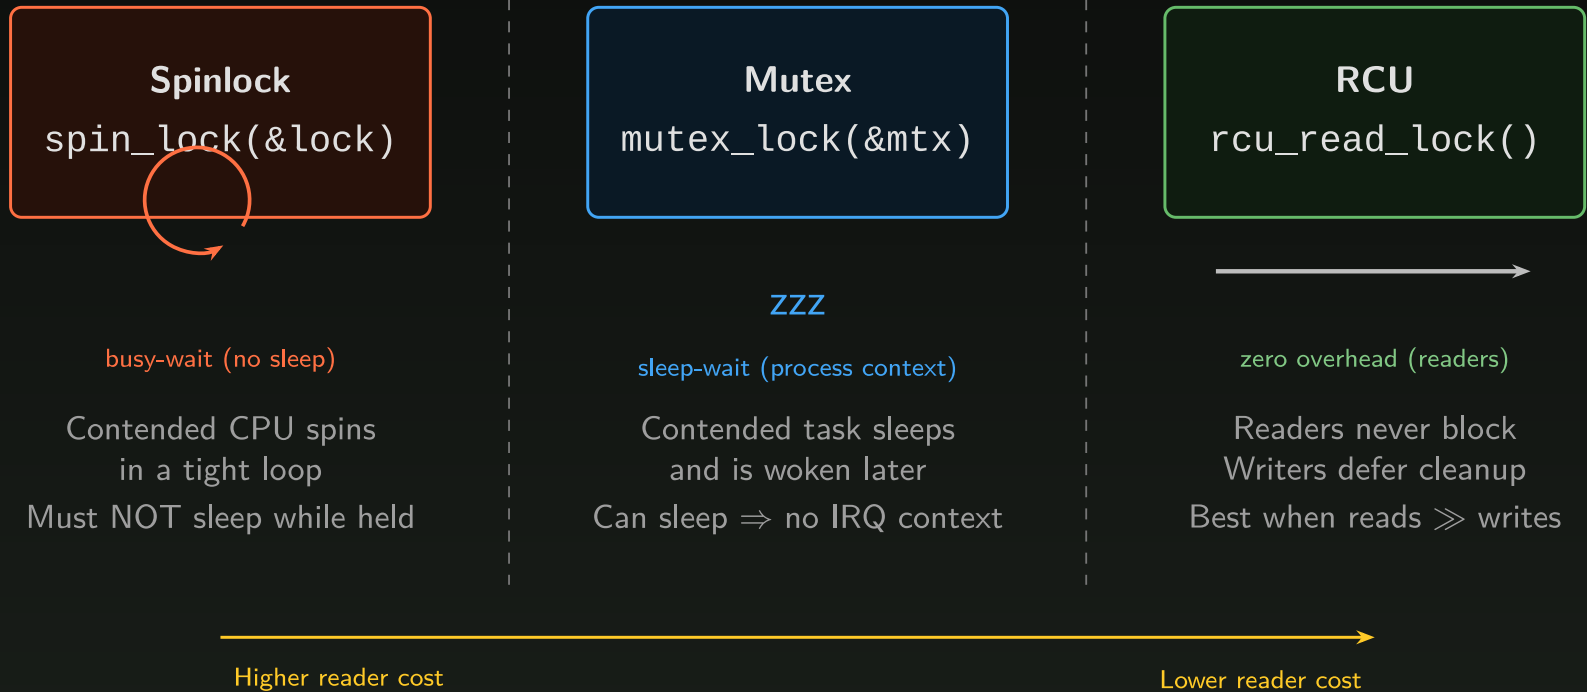 Spinlock
spin_lock(&lock)
busy-wait (no sleep)
Contended CPU spins
in a tight loop
Must NOT sleep while held
Mutex
mutex_lock(&mtx)
zzz
sleep-wait (process context)
Contended task sleeps
and is woken later
Can sleep ⇒ no IRQ context
RCU
rcu_read_lock()
zero overhead (readers)
Readers never block
Writers defer cleanup
Best when reads ≫ writes
Higher reader cost
Lower reader cost